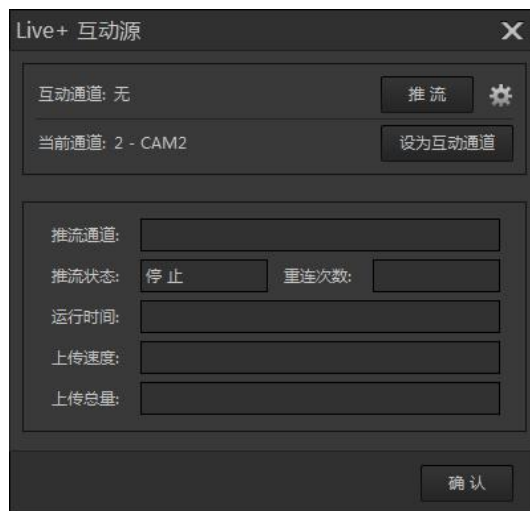 Live+ 互动源
互动通道: 无
推 流
当前通道: 2 - CAM2
设为互动通道
推流通道:
推流状态: 停 止 重连次数:
运行时间:
上传速度:
上传总量:
确 认